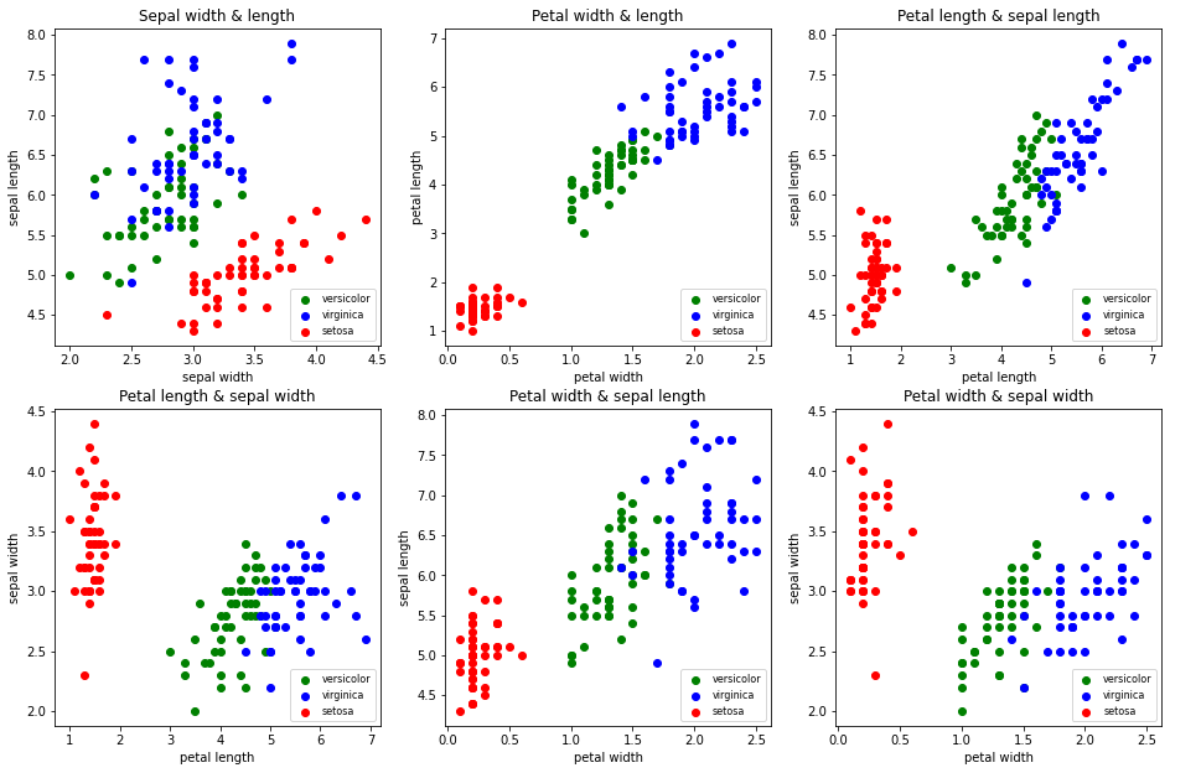 Sepal width & length
8.0
7.5
7.0
6.5
6.0
5.5
5.0
4.5
sepal length
2.0 2.5 3.0 3.5 4.0 4.5
sepal width
versicolor
virginica
setosa
Petal width & length
7
6
5
4
3
2
1
petal length
0.0 0.5 1.0 1.5 2.0 2.5
petal width
versicolor
virginica
setosa
Petal length & sepal length
8.0
7.5
7.0
6.5
6.0
5.5
5.0
4.5
sepal length
1 2 3 4 5 6 7
petal length
versicolor
virginica
setosa
Petal length & sepal width
4.5
4.0
3.5
3.0
2.5
2.0
sepal width
1 2 3 4 5 6 7
petal length
versicolor
virginica
setosa
Petal width & sepal length
8.0
7.5
7.0
6.5
6.0
5.5
5.0
4.5
sepal length
0.0 0.5 1.0 1.5 2.0 2.5
petal width
versicolor
virginica
setosa
Petal width & sepal width
4.5
4.0
3.5
3.0
2.5
2.0
sepal width
0.0 0.5 1.0 1.5 2.0 2.5
petal width
versicolor
virginica
setosa